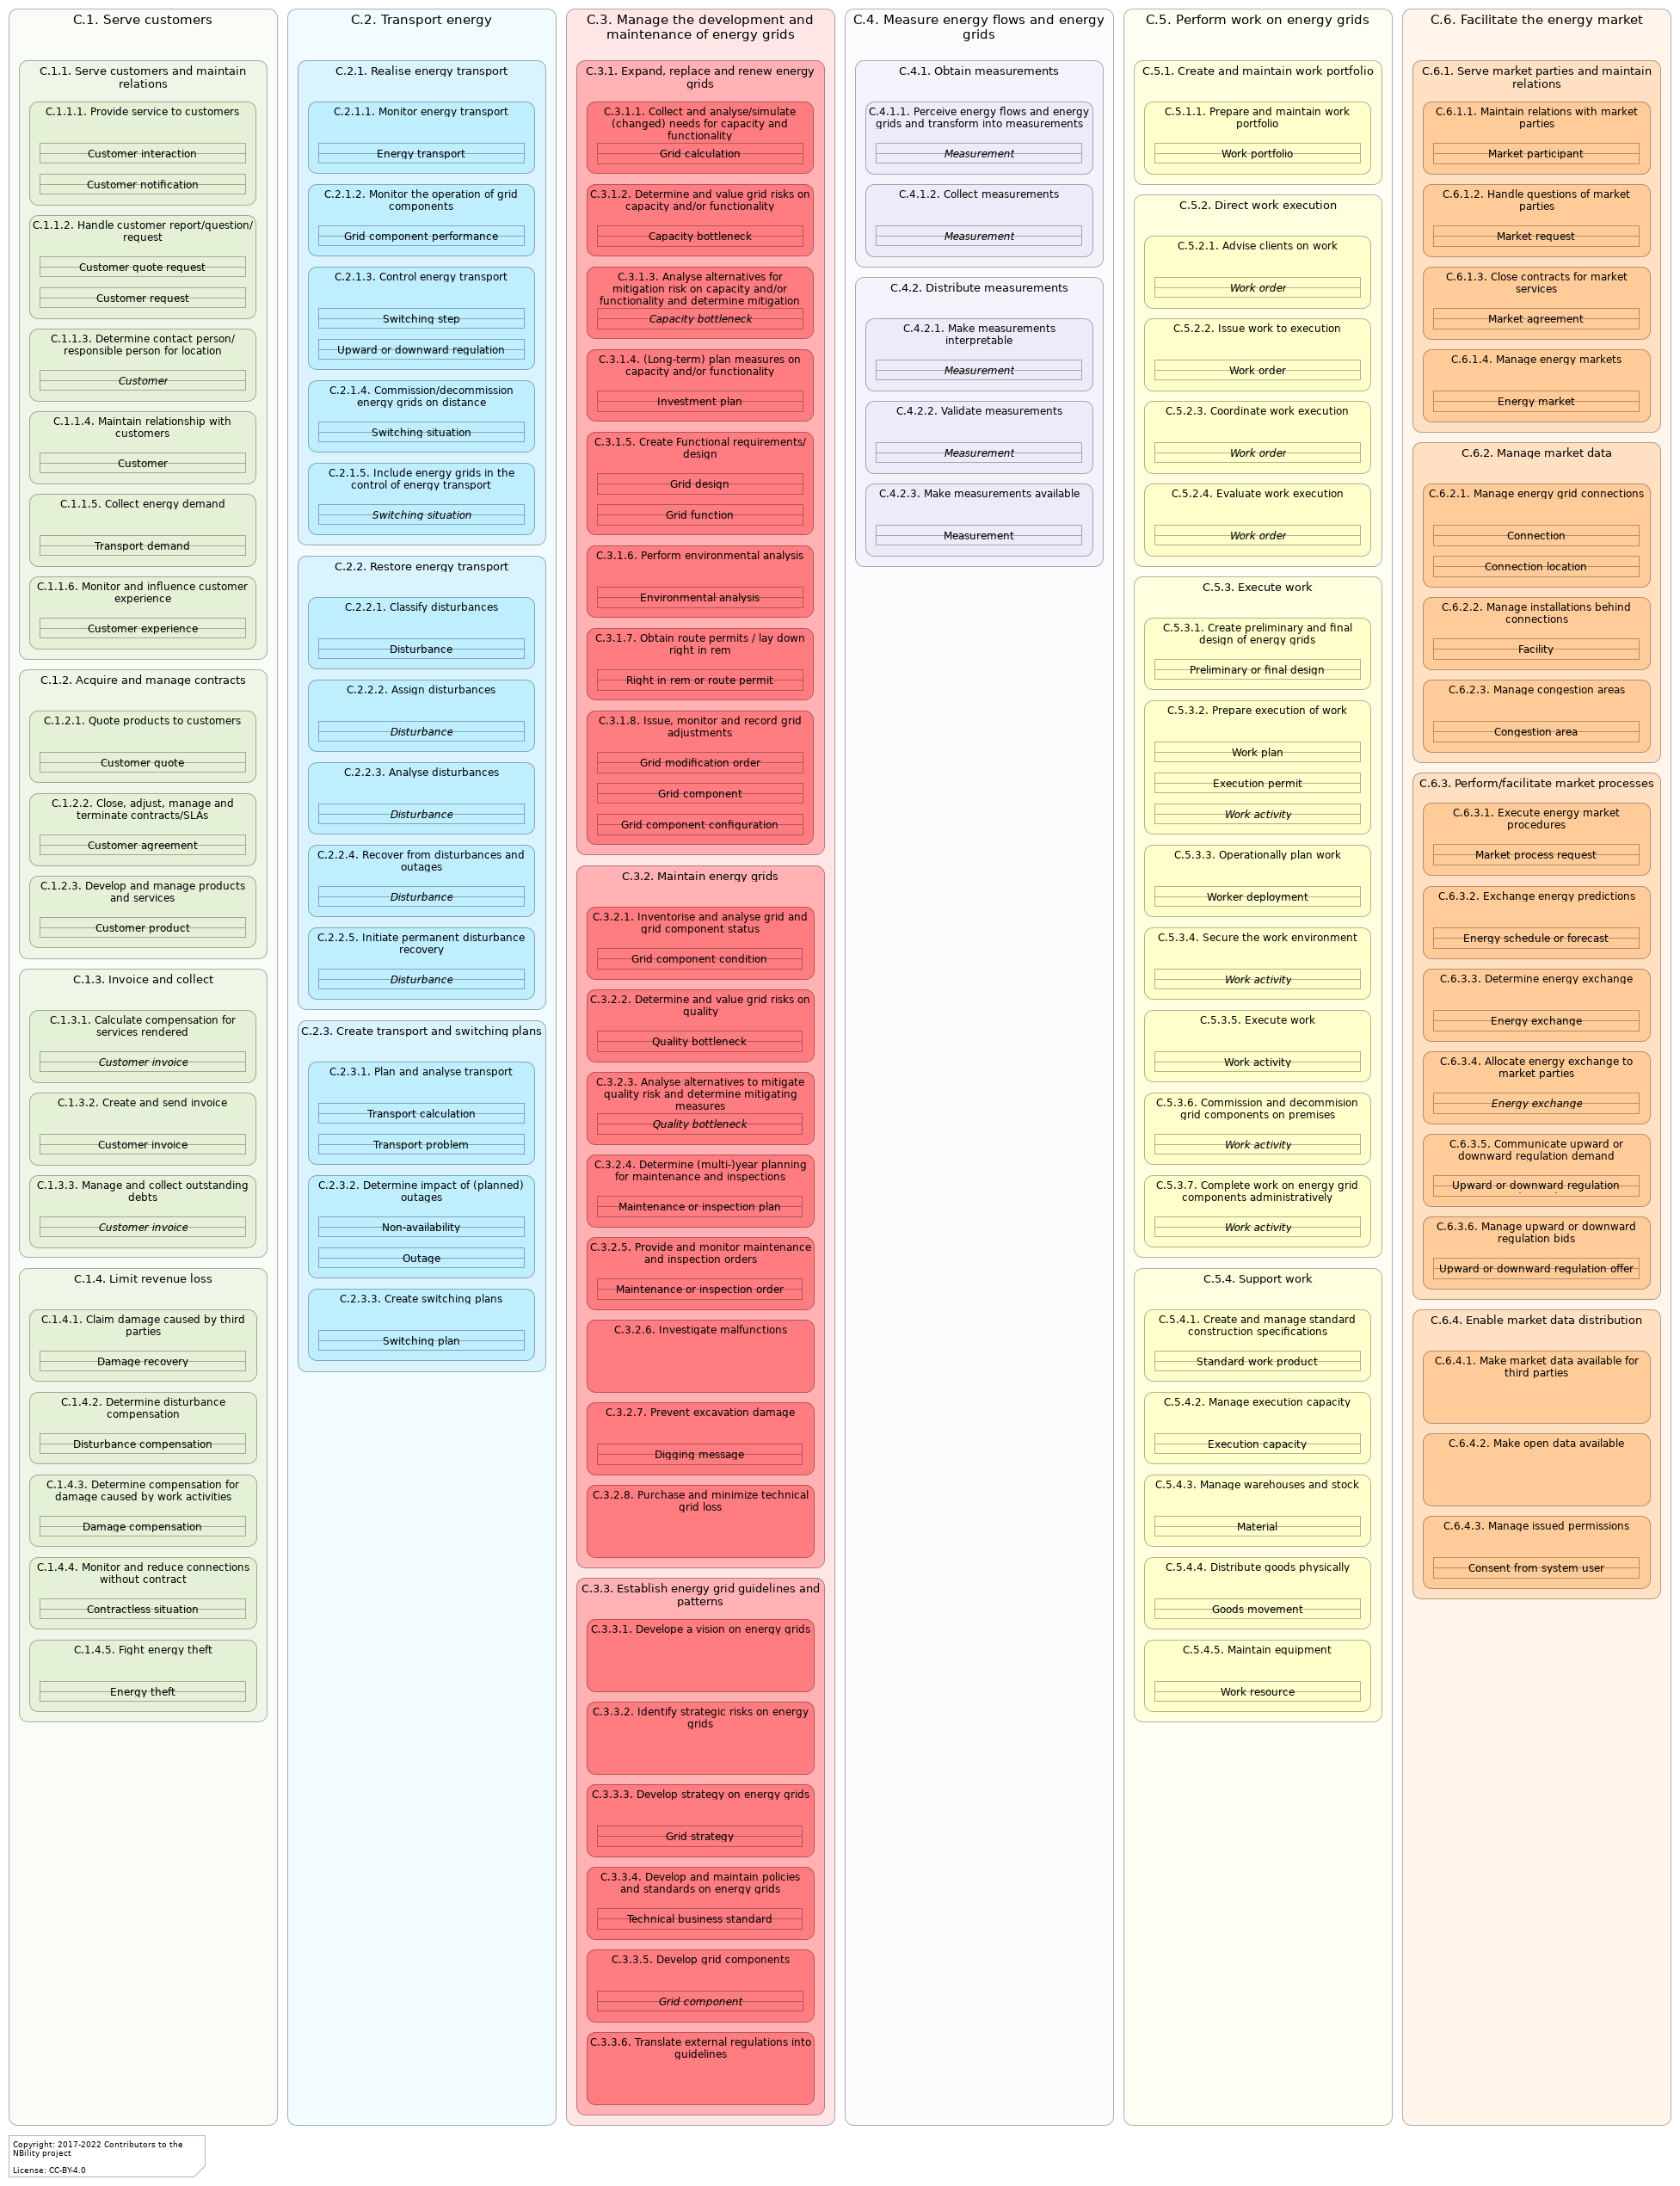 C.1. Serve customers
C.1.1. Serve customers and maintain
relations
C.1.1.1. Provide service to customers
Customer interaction
Customer notification
C.1.1.2. Handle customer report/question/
request
Customer quote request
Customer request
C.1.1.3. Determine contact person/
responsible person for location
Customer
C.1.1.4. Maintain relationship with
customers
Customer
C.1.1.5. Collect energy demand
Transport demand
C.1.1.6. Monitor and influence customer
experience
Customer experience
C.1.2. Acquire and manage contracts
C.1.2.1. Quote products to customers
Customer quote
C.1.2.2. Close, adjust, manage and
terminate contracts/SLAs
Customer agreement
C.1.2.3. Develop and manage products
and services
Customer product
C.1.3. Invoice and collect
C.1.3.1. Calculate compensation for
services rendered
Customer invoice
C.1.3.2. Create and send invoice
Customer invoice
C.1.3.3. Manage and collect outstanding
debts
Customer invoice
C.1.4. Limit revenue loss
C.1.4.1. Claim damage caused by third
parties
Damage recovery
C.1.4.2. Determine disturbance
compensation
Disturbance compensation
C.1.4.3. Determine compensation for
damage caused by work activities
Damage compensation
C.1.4.4. Monitor and reduce connections
without contract
Contractless situation
C.1.4.5. Fight energy theft
Energy theft
C.2. Transport energy
C.2.1. Realise energy transport
C.2.1.1. Monitor energy transport
Energy transport
C.2.1.2. Monitor the operation of grid
components
Grid component performance
C.2.1.3. Control energy transport
Switching step
Upward or downward regulation
C.2.1.4. Commission/decommission
energy grids on distance
Switching situation
C.2.1.5. Include energy grids in the
control of energy transport
Switching situation
C.2.2. Restore energy transport
C.2.2.1. Classify disturbances
Disturbance
C.2.2.2. Assign disturbances
Disturbance
C.2.2.3. Analyse disturbances
Disturbance
C.2.2.4. Recover from disturbances and
outages
Disturbance
C.2.2.5. Initiate permanent disturbance
recovery
Disturbance
C.2.3. Create transport and switching plans
C.2.3.1. Plan and analyse transport
Transport calculation
Transport problem
C.2.3.2. Determine impact of (planned)
outages
Non-availability
Outage
C.2.3.3. Create switching plans
Switching plan
C.3. Manage the development and
maintenance of energy grids
C.3.1. Expand, replace and renew energy
grids
C.3.1.1. Collect and analyse/simulate
(changed) needs for capacity and
functionality
Grid calculation
C.3.1.2. Determine and value grid risks on
capacity and/or functionality
Capacity bottleneck
C.3.1.3. Analyse alternatives for
mitigation risk on capacity and/or
functionality and determine mitigation
Capacity bottleneck
C.3.1.4. (Long-term) plan measures on
capacity and/or functionality
Investment plan
C.3.1.5. Create Functional requirements/
design
Grid design
Grid function
C.3.1.6. Perform environmental analysis
Environmental analysis
C.3.1.7. Obtain route permits / lay down
right in rem
Right in rem or route permit
C.3.1.8. Issue, monitor and record grid
adjustments
Grid modification order
Grid component
Grid component configuration
C.3.2. Maintain energy grids
C.3.2.1. Inventorise and analyse grid and
grid component status
Grid component condition
C.3.2.2. Determine and value grid risks on
quality
Quality bottleneck
C.3.2.3. Analyse alternatives to mitigate
quality risk and determine mitigating
measures
Quality bottleneck
C.3.2.4. Determine (multi-)year planning
for maintenance and inspections
Maintenance or inspection plan
C.3.2.5. Provide and monitor maintenance
and inspection orders
Maintenance or inspection order
C.3.2.6. Investigate malfunctions
C.3.2.7. Prevent excavation damage
Digging message
C.3.2.8. Purchase and minimize technical
grid loss
C.3.3. Establish energy grid guidelines and
patterns
C.3.3.1. Develope a vision on energy grids
C.3.3.2. Identify strategic risks on energy
grids
C.3.3.3. Develop strategy on energy grids
Grid strategy
C.3.3.4. Develop and maintain policies
and standards on energy grids
Technical business standard
C.3.3.5. Develop grid components
Grid component
C.3.3.6. Translate external regulations into
guidelines
C.4. Measure energy flows and energy
grids
C.4.1. Obtain measurements
C.4.1.1. Perceive energy flows and energy
grids and transform into measurements
Measurement
C.4.1.2. Collect measurements
Measurement
C.4.2. Distribute measurements
C.4.2.1. Make measurements
interpretable
Measurement
C.4.2.2. Validate measurements
Measurement
C.4.2.3. Make measurements available
Measurement
C.5. Perform work on energy grids
C.5.1. Create and maintain work portfolio
C.5.1.1. Prepare and maintain work
portfolio
Work portfolio
C.5.2. Direct work execution
C.5.2.1. Advise clients on work
Work order
C.5.2.2. Issue work to execution
Work order
C.5.2.3. Coordinate work execution
Work order
C.5.2.4. Evaluate work execution
Work order
C.5.3. Execute work
C.5.3.1. Create preliminary and final
design of energy grids
Preliminary or final design
C.5.3.2. Prepare execution of work
Work plan
Execution permit
Work activity
C.5.3.3. Operationally plan work
Worker deployment
C.5.3.4. Secure the work environment
Work activity
C.5.3.5. Execute work
Work activity
C.5.3.6. Commission and decommision
grid components on premises
Work activity
C.5.3.7. Complete work on energy grid
components administratively
Work activity
C.5.4. Support work
C.5.4.1. Create and manage standard
construction specifications
Standard work product
C.5.4.2. Manage execution capacity
Execution capacity
C.5.4.3. Manage warehouses and stock
Material
C.5.4.4. Distribute goods physically
Goods movement
C.5.4.5. Maintain equipment
Work resource
C.6. Facilitate the energy market
C.6.1. Serve market parties and maintain
relations
C.6.1.1. Maintain relations with market
parties
Market participant
C.6.1.2. Handle questions of market
parties
Market request
C.6.1.3. Close contracts for market
services
Market agreement
C.6.1.4. Manage energy markets
Energy market
C.6.2. Manage market data
C.6.2.1. Manage energy grid connections
Connection
Connection location
C.6.2.2. Manage installations behind
connections
Facility
C.6.2.3. Manage congestion areas
Congestion area
C.6.3. Perform/facilitate market processes
C.6.3.1. Execute energy market
procedures
Market process request
C.6.3.2. Exchange energy predictions
Energy schedule or forecast
C.6.3.3. Determine energy exchange
Energy exchange
C.6.3.4. Allocate energy exchange to
market parties
Energy exchange
C.6.3.5. Communicate upward or
downward regulation demand
Upward or downward regulation
C.6.3.6. Manage upward or downward
regulation bids
Upward or downward regulation offer
C.6.4. Enable market data distribution
C.6.4.1. Make market data available for
third parties
C.6.4.2. Make open data available
C.6.4.3. Manage issued permissions
Consent from system user
Copyright: 2017-2022 Contributors to the
NBility project
License: CC-BY-4.0